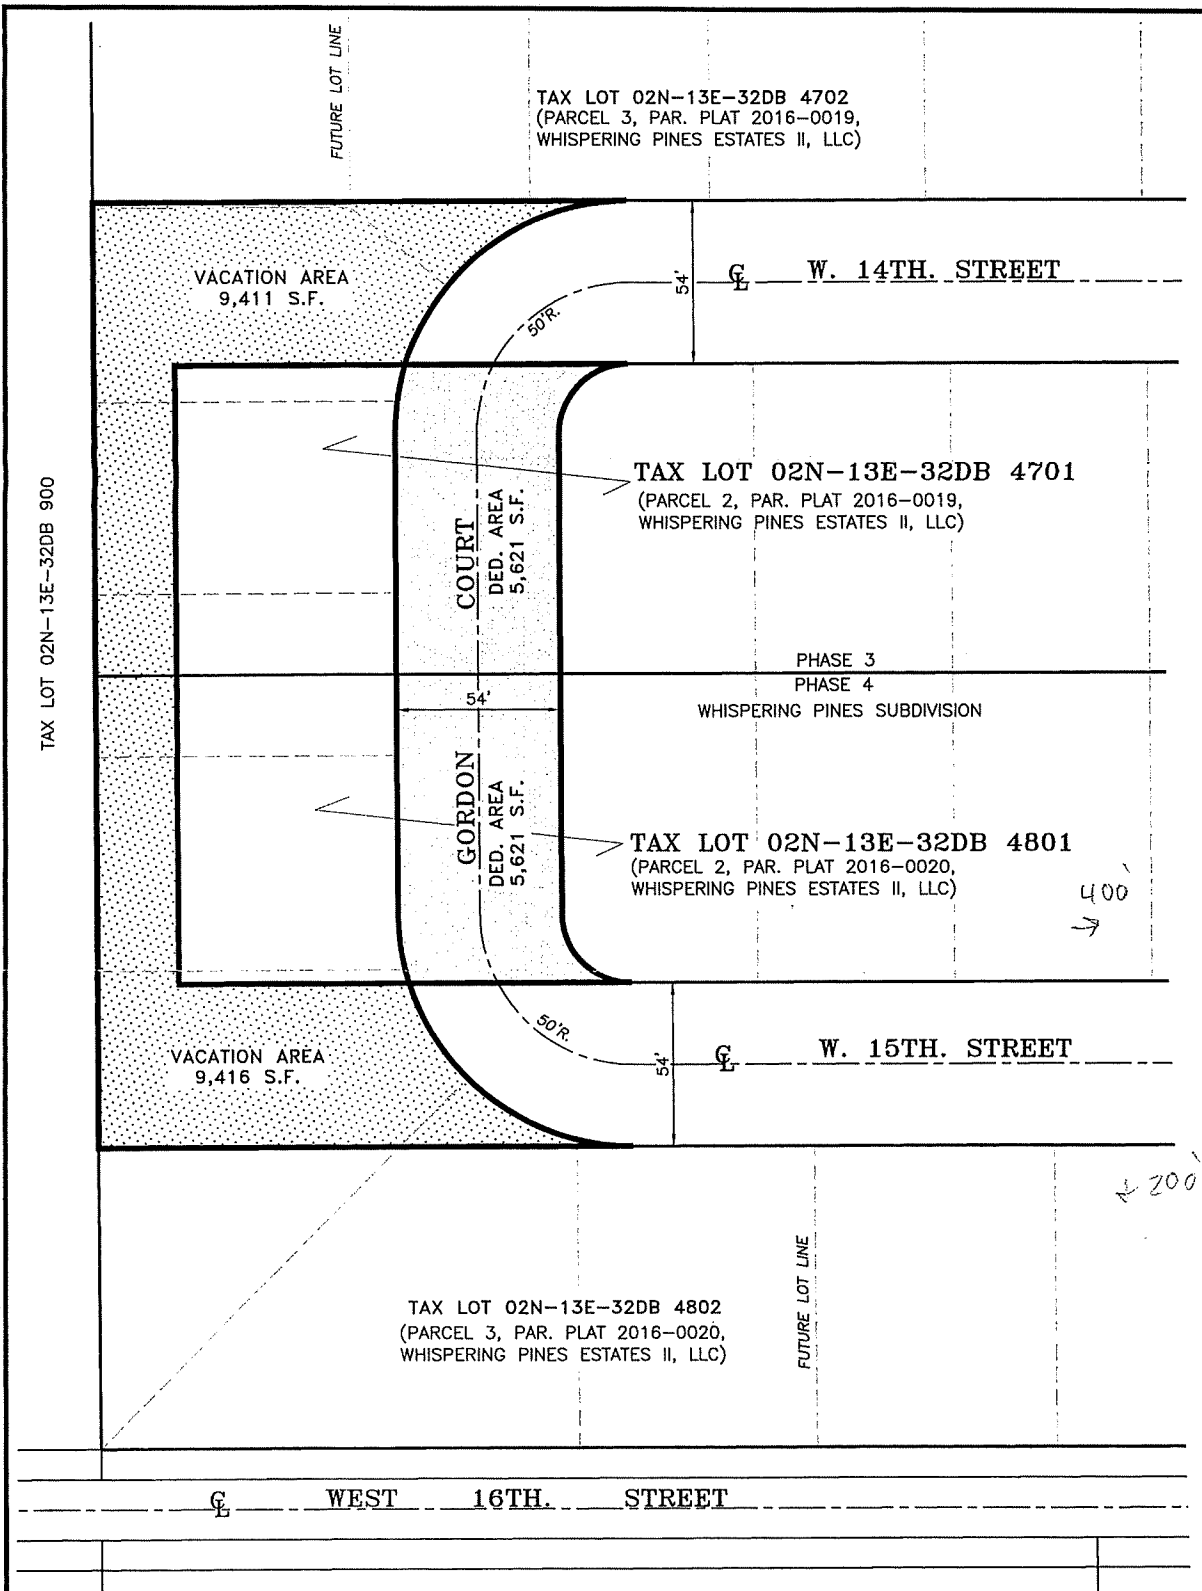 FUTURE LOT LINE
TAX LOT 02N-13E-32DB 4702
(PARCEL 3, PAR. PLAT 2016-0019,
WHISPERING PINES ESTATES II, LLC)
VACATION AREA
9,411 S.F.
54'
℄ W. 14TH. STREET
50'R.
TAX LOT 02N-13E-32DB 4701
(PARCEL 2, PAR. PLAT 2016-0019,
WHISPERING PINES ESTATES II, LLC)
TAX LOT 02N-13E-32DB 900
GORDON COURT
DED. AREA
5,621 S.F.
PHASE 3
PHASE 4
WHISPERING PINES SUBDIVISION
54'
DED. AREA
5,621 S.F.
TAX LOT 02N-13E-32DB 4801
(PARCEL 2, PAR. PLAT 2016-0020,
WHISPERING PINES ESTATES II, LLC)
400'
50'R.
54'
℄ W. 15TH. STREET
VACATION AREA
9,416 S.F.
200'
FUTURE LOT LINE
TAX LOT 02N-13E-32DB 4802
(PARCEL 3, PAR. PLAT 2016-0020,
WHISPERING PINES ESTATES II, LLC)
℄ WEST 16TH. STREET